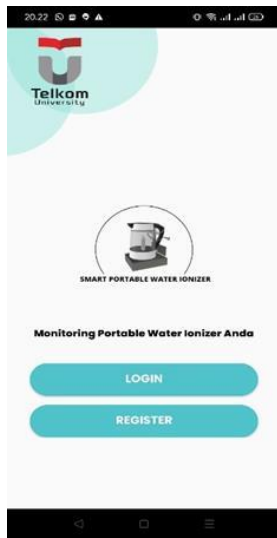 20.22
Telkom
University
SMART PORTABLE WATER IONIZER
Monitoring Portable Water Ionizer Anda
LOGIN
REGISTER